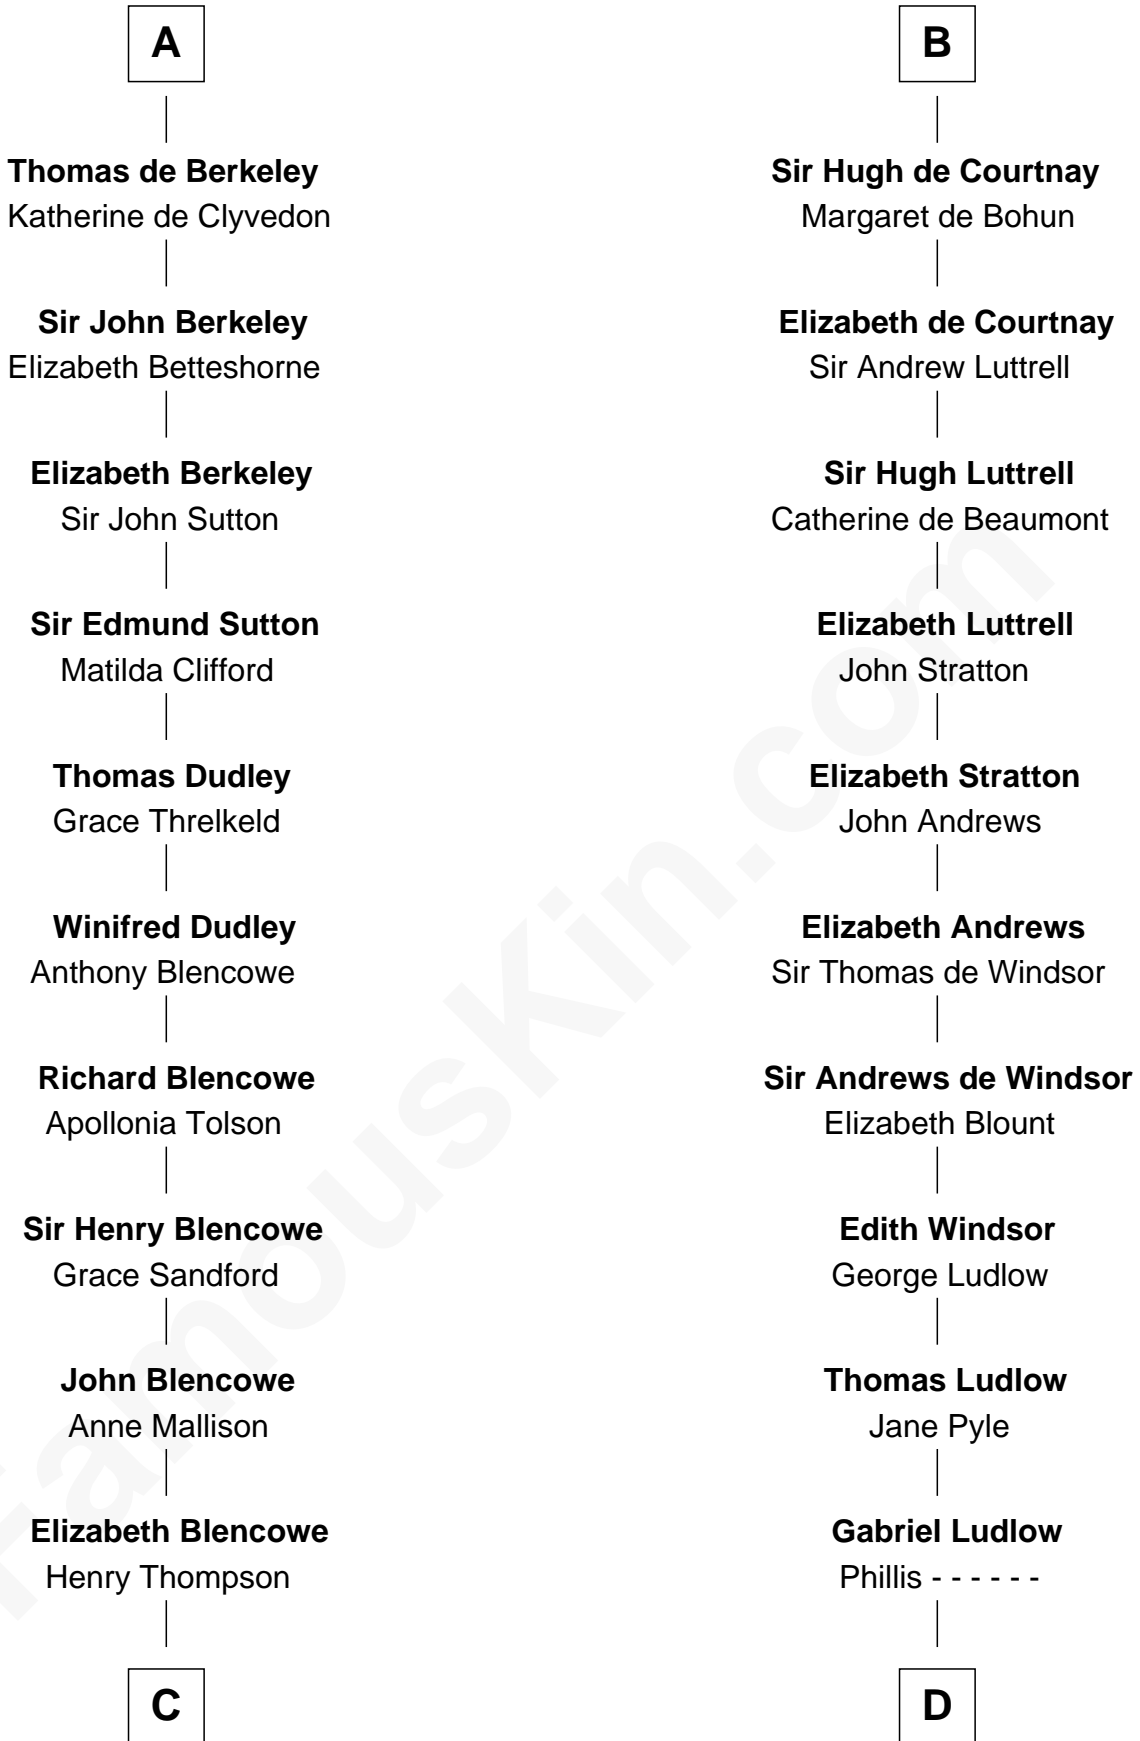 A
Thomas de Berkeley
Katherine de Clyvedon
Sir John Berkeley
Elizabeth Betteshorne
Elizabeth Berkeley
Sir John Sutton
Sir Edmund Sutton
Matilda Clifford
Thomas Dudley
Grace Threlkeld
Winifred Dudley
Anthony Blencowe
Richard Blencowe
Apollonia Tolson
Sir Henry Blencowe
Grace Sandford
John Blencowe
Anne Mallison
Elizabeth Blencowe
Henry Thompson
C
B
Sir Hugh de Courtnay
Margaret de Bohun
Elizabeth de Courtnay
Sir Andrew Luttrell
Sir Hugh Luttrell
Catherine de Beaumont
Elizabeth Luttrell
John Stratton
Elizabeth Stratton
John Andrews
Elizabeth Andrews
Sir Thomas de Windsor
Sir Andrews de Windsor
Elizabeth Blount
Edith Windsor
George Ludlow
Thomas Ludlow
Jane Pyle
Gabriel Ludlow
Phillis - - - - - -
D
FamousKin.com